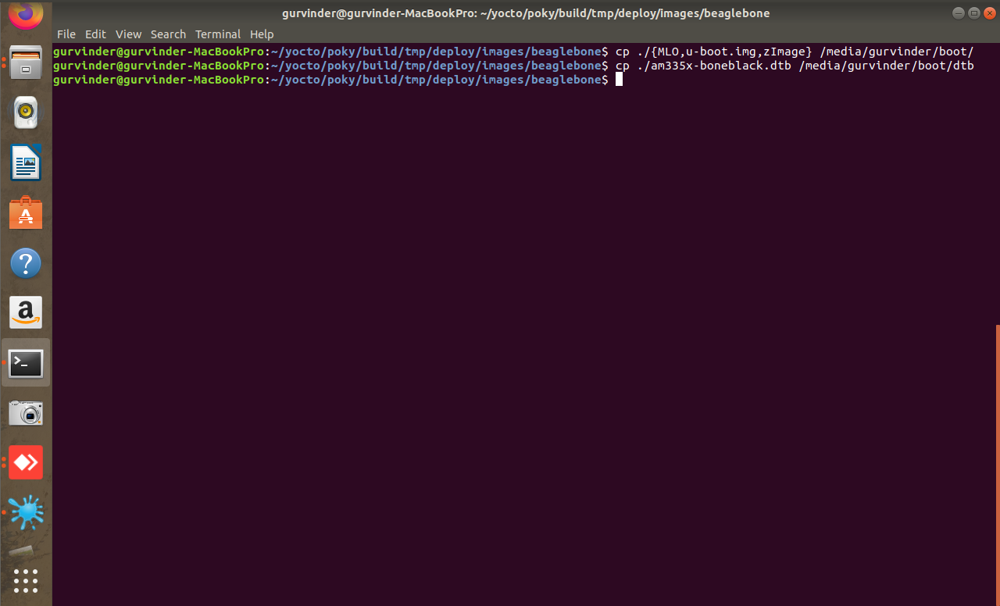 gurvinder@gurvinder-MacBookPro: ~/yocto/poky/build/tmp/deploy/images/beaglebone
File Edit View Search Terminal Help
gurvinder@gurvinder-MacBookPro:~/yocto/poky/build/tmp/deploy/images/beaglebone$ cp ./{MLO,u-boot.img,zImage} /media/gurvinder/boot/
gurvinder@gurvinder-MacBookPro:~/yocto/poky/build/tmp/deploy/images/beaglebone$ cp ./am335x-boneblack.dtb /media/gurvinder/boot/dtb
gurvinder@gurvinder-MacBookPro:~/yocto/poky/build/tmp/deploy/images/beaglebone$